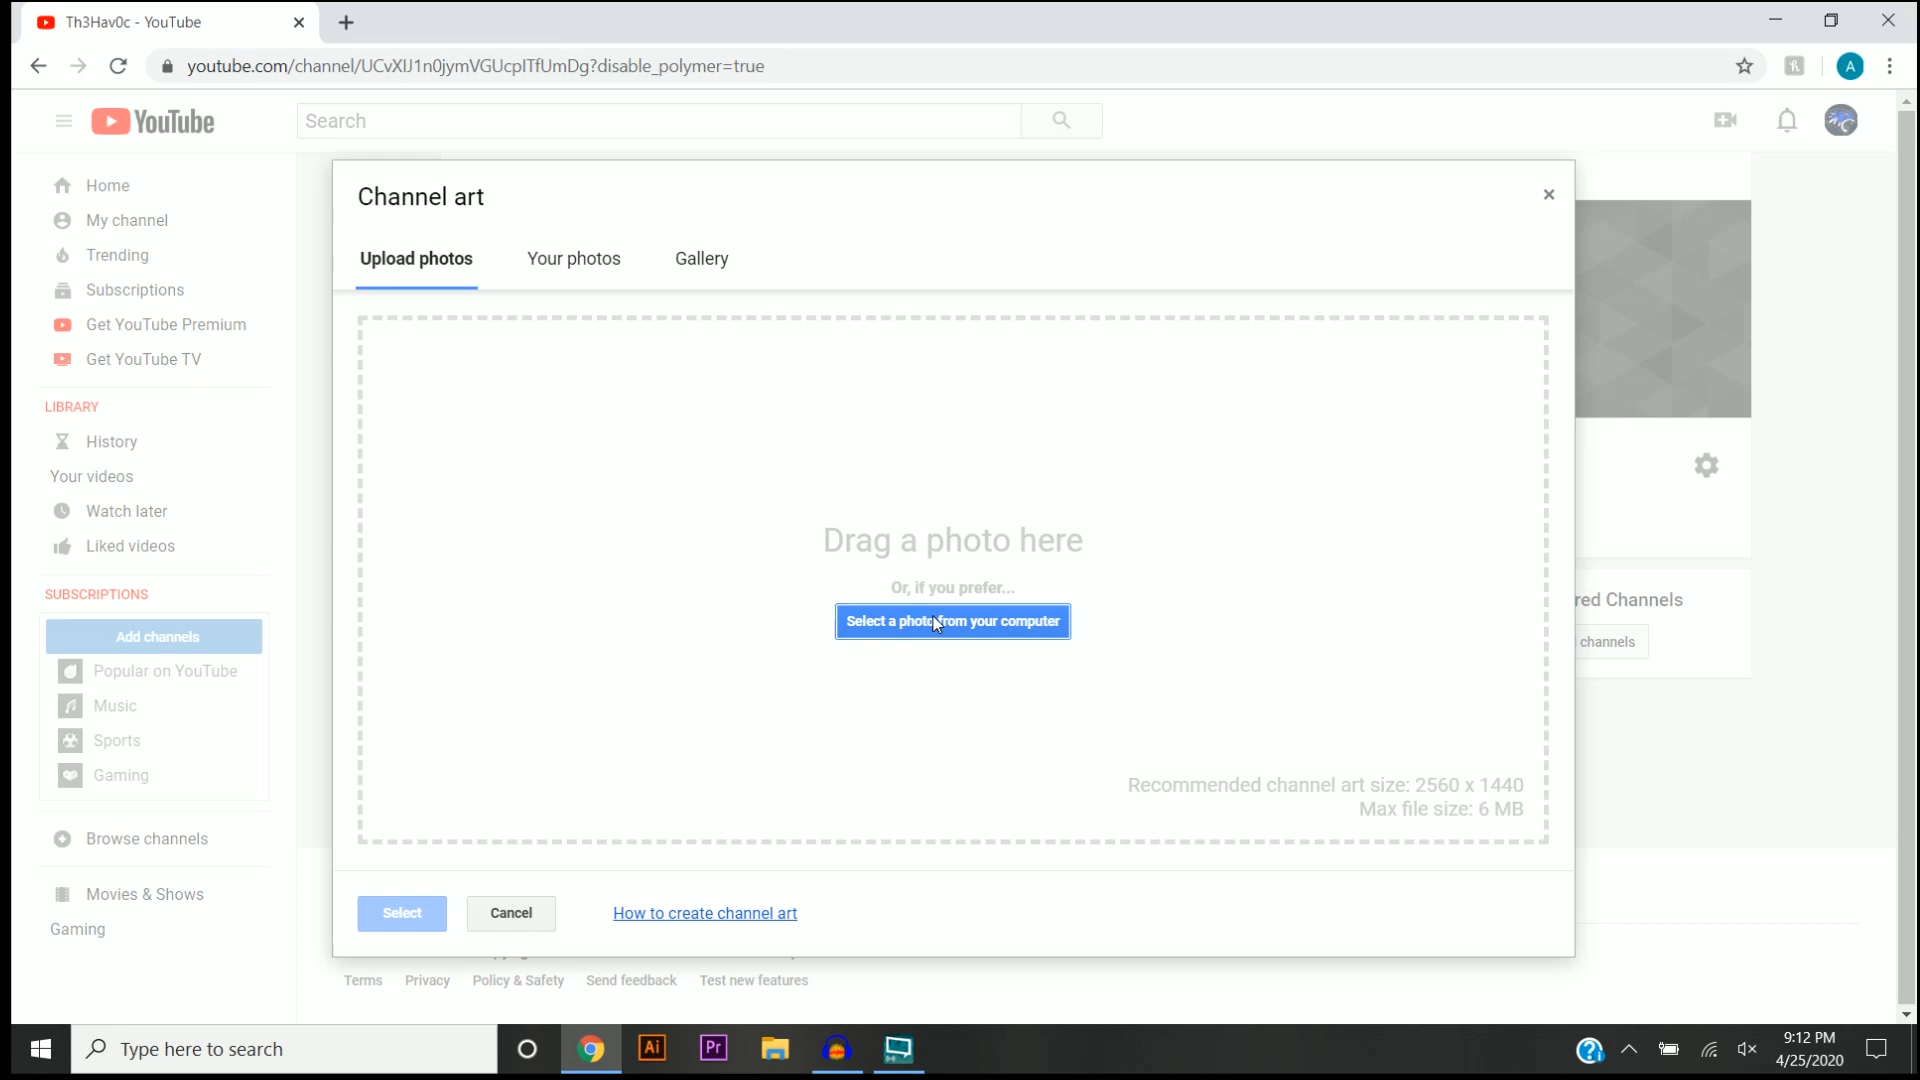 Th3Hav0c - YouTube
youtube.com/channel/UCvXIJ1n0jymVGUcpITfUmDg?disable_polymer=true
A
YouTube
Search
Home
My channel
Trending
Subscriptions
Get YouTube Premium
Get YouTube TV
LIBRARY
History
Your videos
Watch later
Liked videos
SUBSCRIPTIONS
Add channels
Popular on YouTube
Music
Sports
Gaming
Browse channels
Movies & Shows
Gaming
Channel art
Upload photos Your photos Gallery
Drag a photo here
Or, if you prefer...
Select a photo from your computer
Recommended channel art size: 2560 x 1440
Max file size: 6 MB
Select Cancel How to create channel art
red Channels
channels
Terms Privacy Policy & Safety Send feedback Test new features
Type here to search
Ai
Pr
9:12 PM
4/25/2020